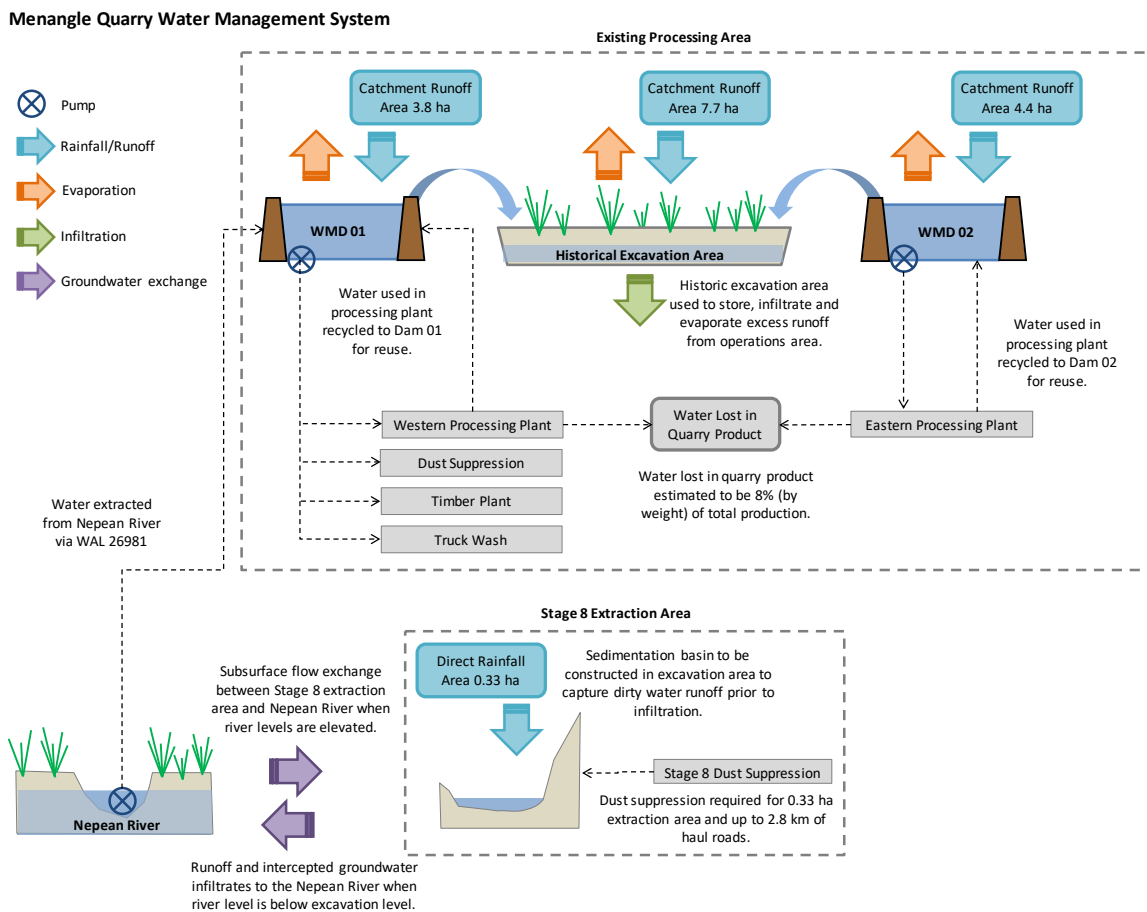 Menangle Quarry Water Management System
Existing Processing Area
Pump
Rainfall/Runoff
Evaporation
Infiltration
Groundwater exchange
Catchment Runoff
Area 3.8 ha
Catchment Runoff
Area 7.7 ha
Catchment Runoff
Area 4.4 ha
WMD 01
Historical Excavation Area
WMD 02
Water used in
processing plant
recycled to Dam 01
for reuse.
Historic excavation area
used to store, infiltrate and
evaporate excess runoff
from operations area.
Water used in
processing plant
recycled to Dam 02
for reuse.
Western Processing Plant
Water Lost in
Quarry Product
Eastern Processing Plant
Dust Suppression
Timber Plant
Truck Wash
Water lost in quarry product
estimated to be 8% (by
weight) of total production.
Water extracted
from Nepean River
via WAL 26981
Stage 8 Extraction Area
Subsurface flow exchange
between Stage 8 extraction
area and Nepean River when
river levels are elevated.
Direct Rainfall
Area 0.33 ha
Sedimentation basin to be
constructed in excavation area to
capture dirty water runoff prior to
infiltration.
Stage 8 Dust Suppression
Dust suppression required for 0.33 ha
extraction area and up to 2.8 km of
haul roads.
Nepean River
Runoff and intercepted groundwater
infiltrates to the Nepean River when
river level is below excavation level.